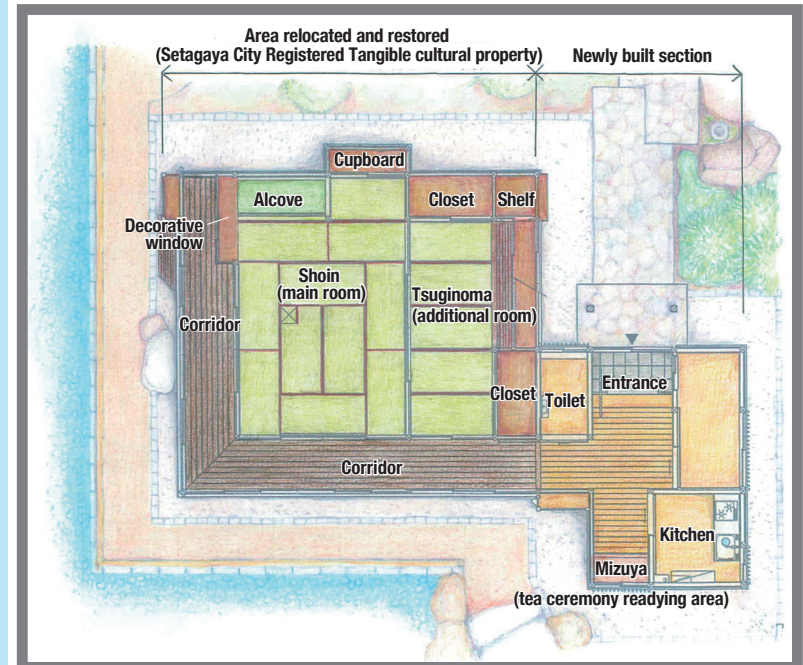 Area relocated and restored
(Setagaya City Registered Tangible cultural property)
Newly built section
Cupboard
Alcove
Closet
Shelf
Decorative
window
Shoin
(main room)
Tsuginoma
(additional room)
Corridor
Closet
Toilet
Entrance
Corridor
Kitchen
Mizuya
(tea ceremony readying area)